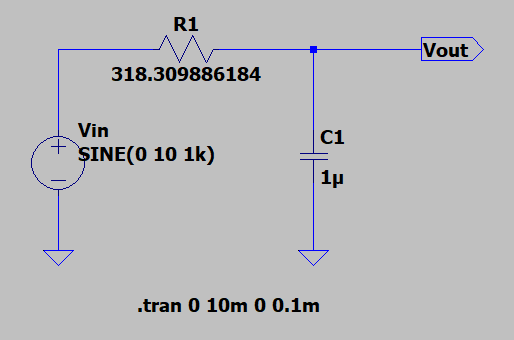 R1
318.309886184
Vout
Vin
SINE(0 10 1k)
C1
1µ
.tran 0 10m 0 0.1m